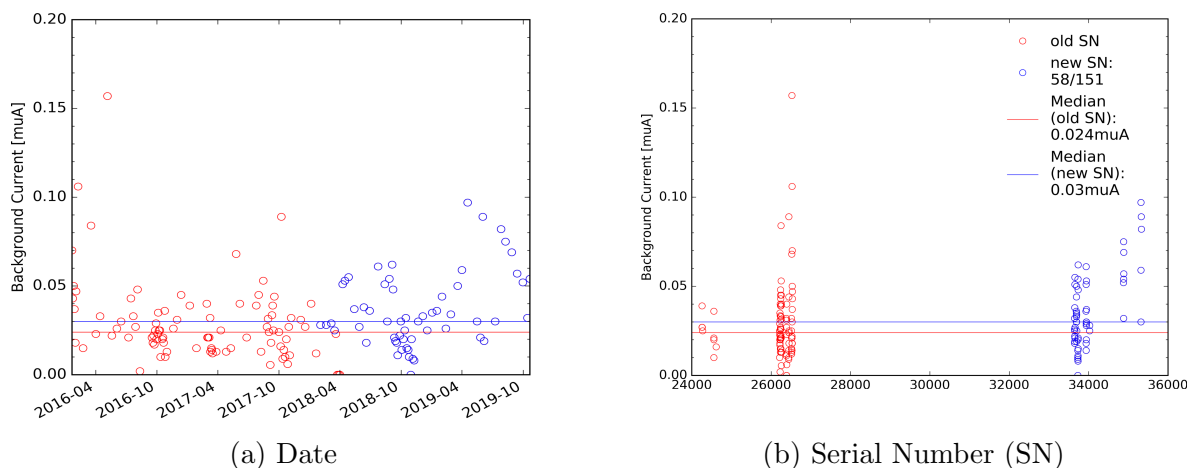 0.20
0.15
0.10
0.05
0.00
Background Current [muA]
2016-04
2016-10
2017-04
2017-10
2018-04
2018-10
2019-04
2019-10
(a) Date
0.20
0.15
0.10
0.05
0.00
Background Current [muA]
24000
26000
28000
30000
32000
34000
36000
old SN
new SN:
58/151
Median
(old SN):
0.024muA
Median
(new SN):
0.03muA
(b) Serial Number (SN)